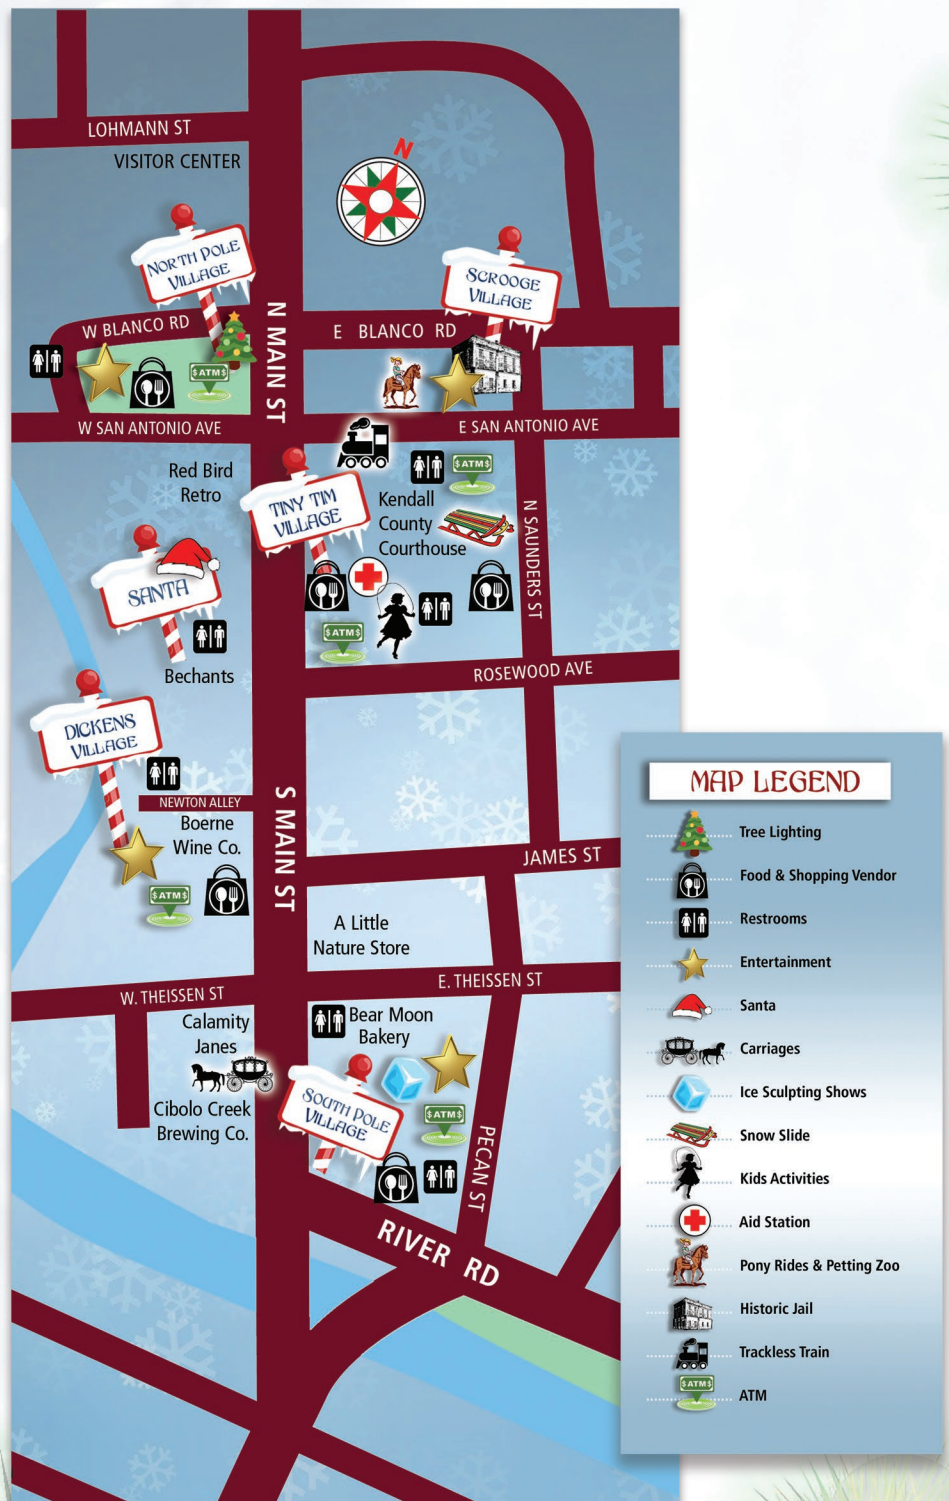 LOHMANN ST
VISITOR CENTER
N
NORTH POLE
VILLAGE
SCROOGE
VILLAGE
W BLANCO RD
E BLANCO RD
N MAIN ST
$ATM$
W SAN ANTONIO AVE
E SAN ANTONIO AVE
Red Bird
Retro
TINY TIM
VILLAGE
$ATM$
Kendall
County
Courthouse
N SAUNDERS ST
SANTA
$ATM$
Bechants
ROSEWOOD AVE
DICKENS
VILLAGE
NEWTON ALLEY
Boerne
Wine Co.
S MAIN ST
JAMES ST
$ATM$
A Little
Nature Store
W. THEISSEN ST
E. THEISSEN ST
Calamity
Janes
Bear Moon
Bakery
Cibolo Creek
Brewing Co.
SOUTH POLE
VILLAGE
$ATM$
PECAN ST
RIVER RD
MAP LEGEND
Tree Lighting
Food & Shopping Vendor
Restrooms
Entertainment
Santa
Carriages
Ice Sculpting Shows
Snow Slide
Kids Activities
Aid Station
Pony Rides & Petting Zoo
Historic Jail
Trackless Train
$ATM$
ATM